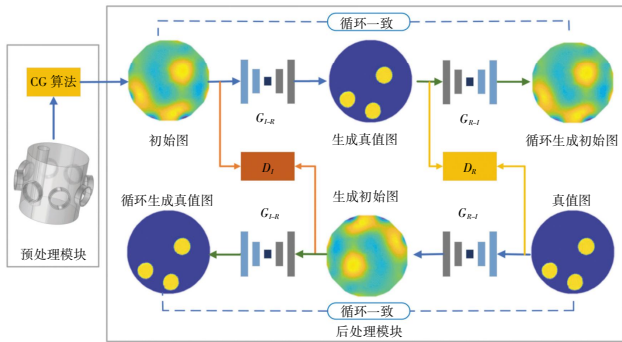 循环一致
CG 算法
G_{I-R}
G_{R-I}
初始图
生成真值图
循环生成初始图
D_I
D_R
循环生成真值图
G_{I-R}
生成初始图
G_{R-I}
真值图
预处理模块
循环一致
后处理模块